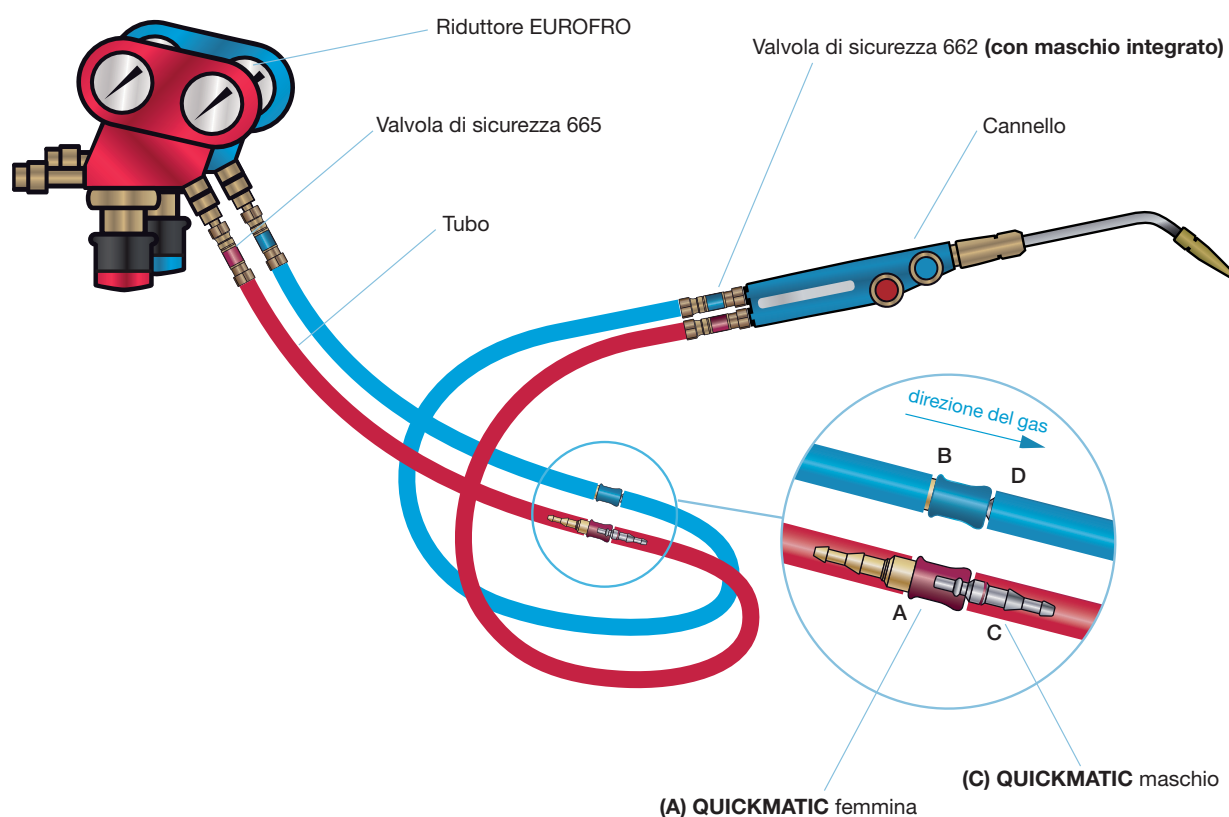 Riduttore EUROFRO
Valvola di sicurezza 662 (con maschio integrato)
Valvola di sicurezza 665
Cannello
Tubo
direzione del gas
B
D
A
C
(C) QUICKMATIC maschio
(A) QUICKMATIC femmina